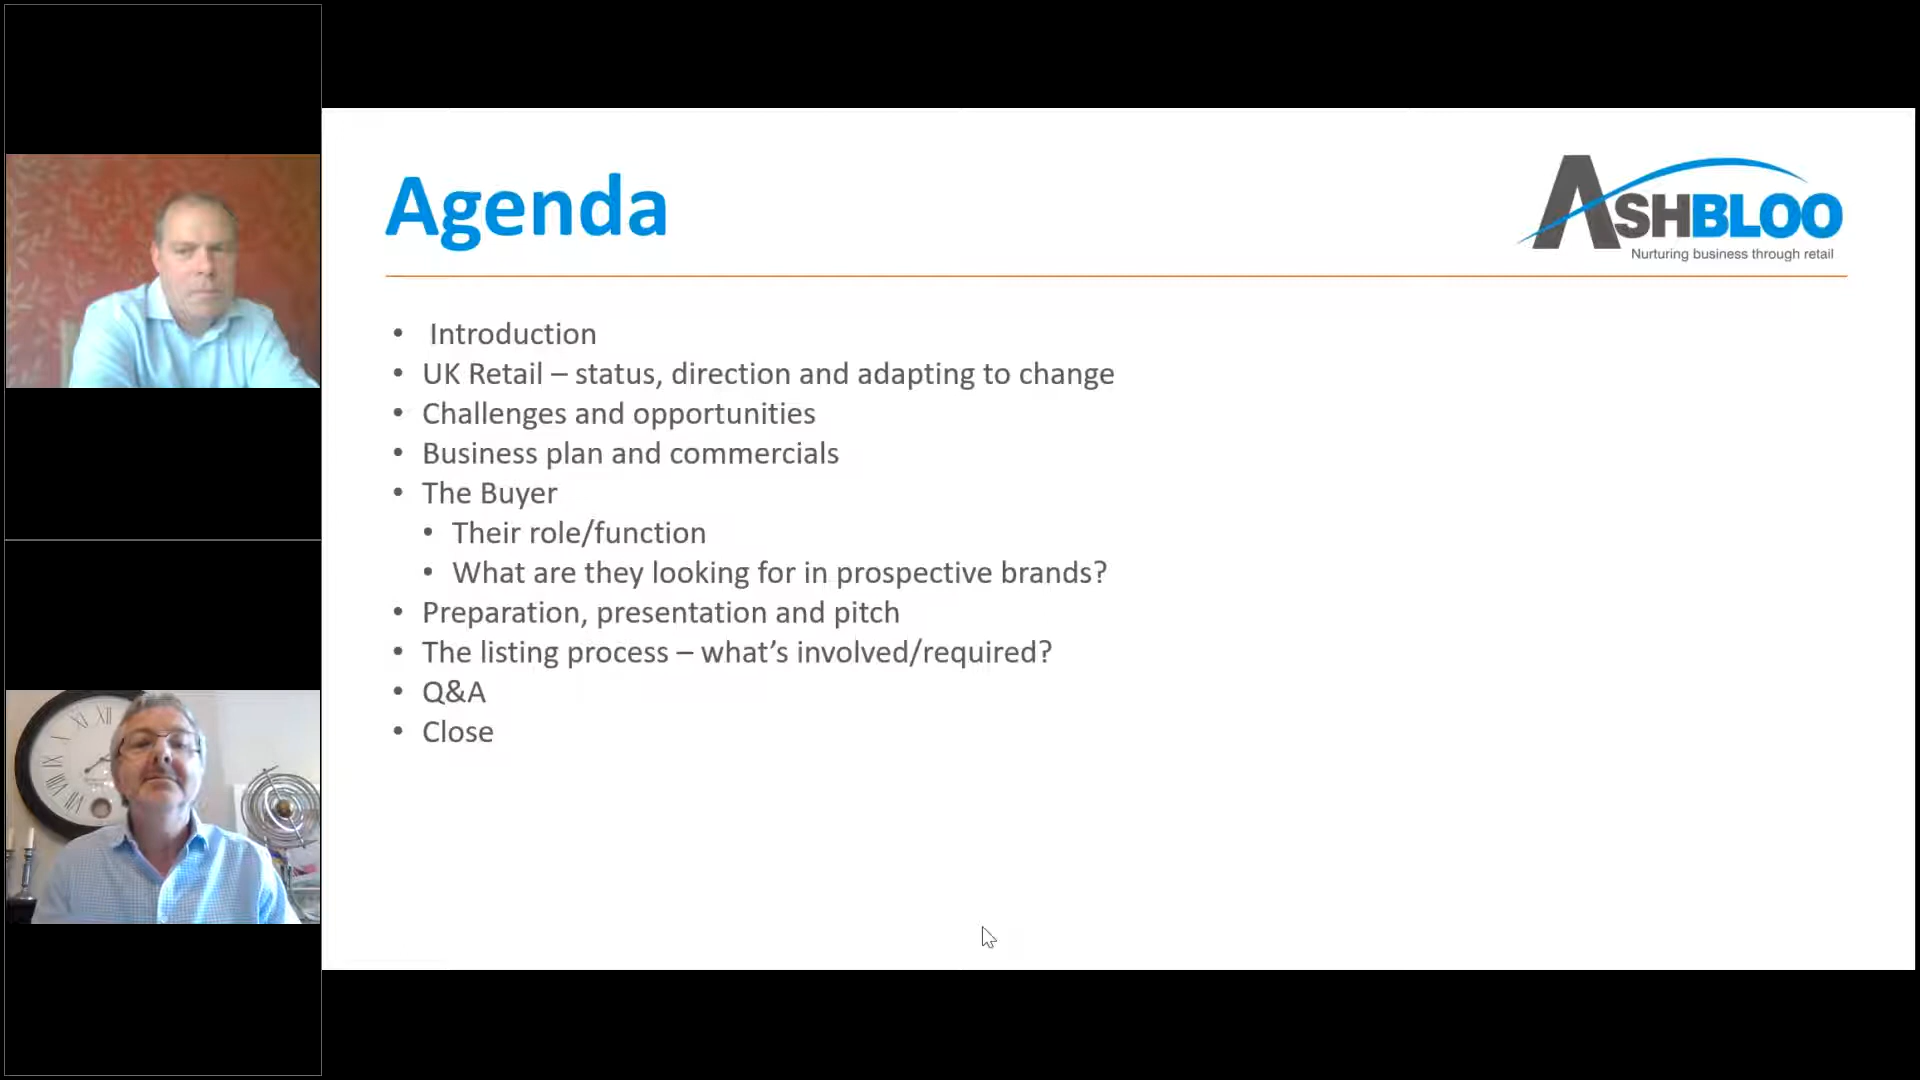 Agenda
ASHBLOO
Nurturing business through retail
• Introduction
• UK Retail – status, direction and adapting to change
• Challenges and opportunities
• Business plan and commercials
• The Buyer
• Their role/function
• What are they looking for in prospective brands?
• Preparation, presentation and pitch
• The listing process – what’s involved/required?
• Q&A
• Close